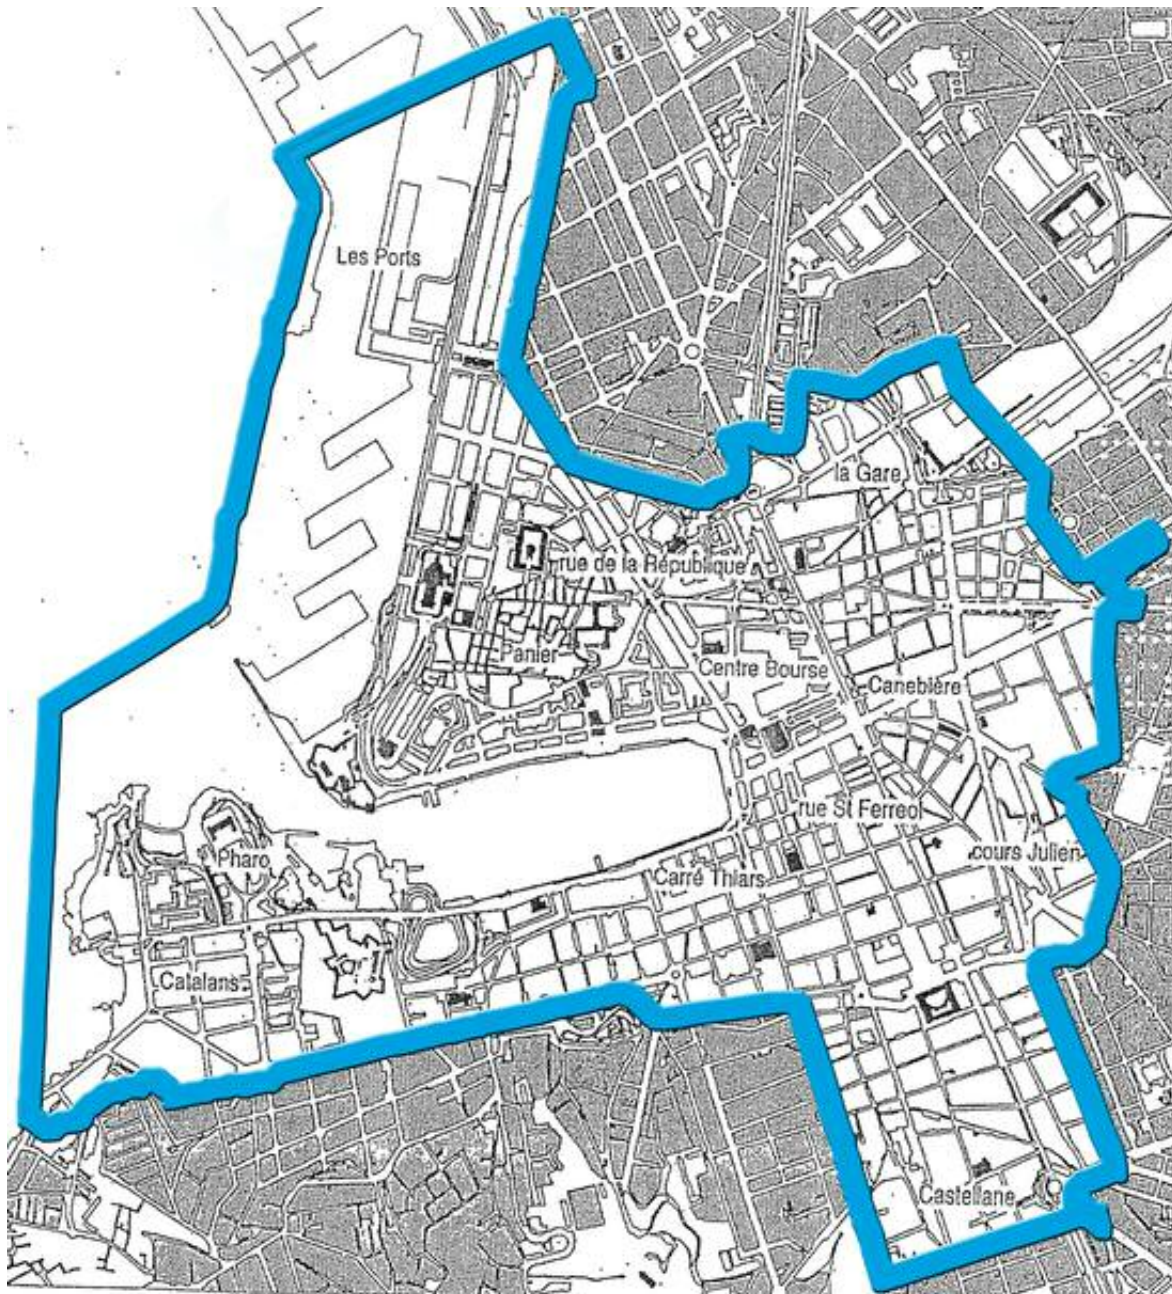 Les Ports
la Gare
rue de la République
Panier
Centre Bourse
Canebière
rue St Ferreol
Pharo
cours Julien
Carré Thiars
Catalans
Castellane